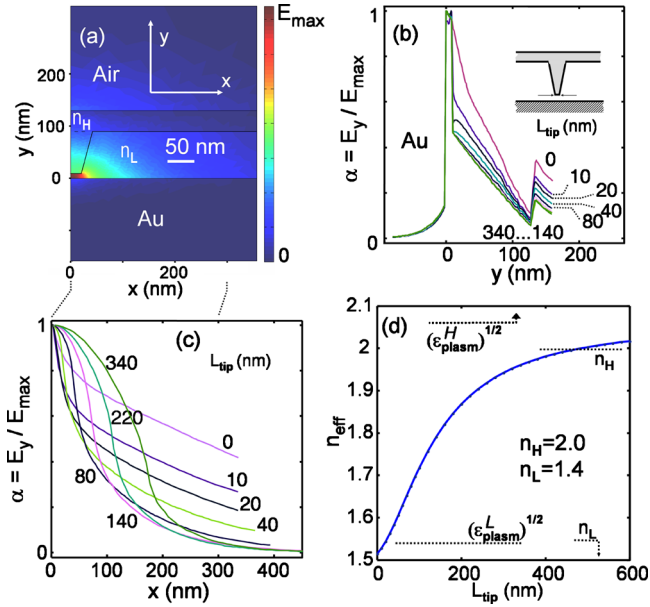 (a)
E_max
Air
y
x
n_H
n_L
50 nm
Au
y (nm)
200
100
0
0
200
x (nm)
0
(b)
α = E_y / E_max
1
0
Au
L_tip (nm)
0
10
20
40
80
340...140
0
100
200
y (nm)
(c)
α = E_y / E_max
1
0
L_tip (nm)
340
220
0
10
20
40
80
140
0
100
200
300
400
x (nm)
(d)
n_eff
2.1
2
1.9
1.8
1.7
1.6
1.5
(ε^H_plasm)^1/2
n_H
n_H=2.0
n_L=1.4
(ε^L_plasm)^1/2
n_L
0
200
400
600
L_tip (nm)